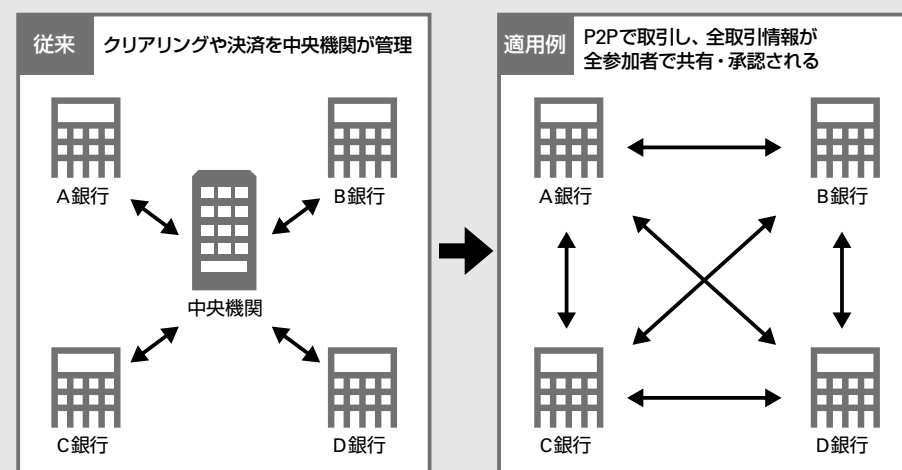 従来
クリアリングや決済を中央機関が管理
A銀行
B銀行
中央機関
C銀行
D銀行
適用例
P2Pで取引し、全取引情報が
全参加者で共有・承認される
A銀行
B銀行
C銀行
D銀行